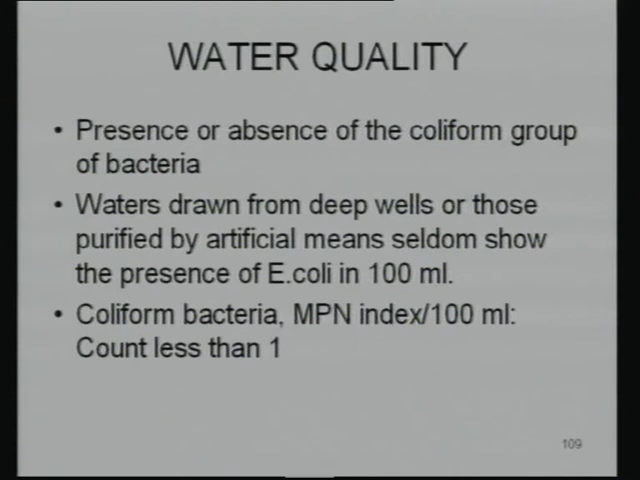 WATER QUALITY
• Presence or absence of the coliform group
of bacteria
• Waters drawn from deep wells or those
purified by artificial means seldom show
the presence of E.coli in 100 ml.
• Coliform bacteria, MPN index/100 ml:
Count less than 1
109